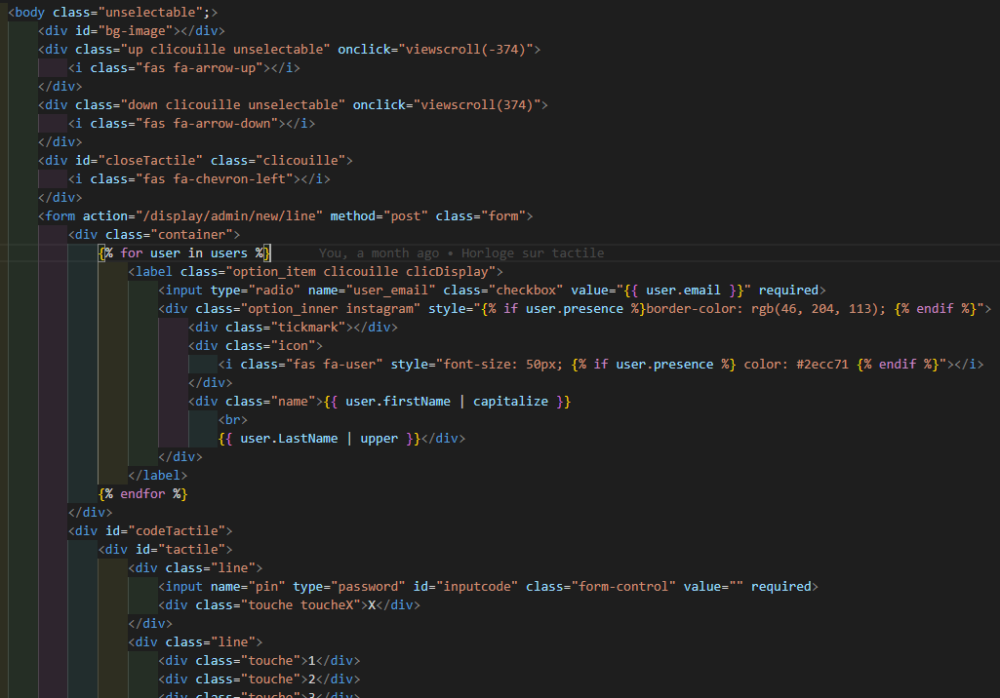 <body class="unselectable";>
<div id="bg-image"></div>
<div class="up clicouille unselectable" onclick="viewscroll(-374)">
<i class="fas fa-arrow-up"></i>
</div>
<div class="down clicouille unselectable" onclick="viewscroll(374)">
<i class="fas fa-arrow-down"></i>
</div>
<div id="closeTactile" class="clicouille">
<i class="fas fa-chevron-left"></i>
</div>
<form action="/display/admin/new/line" method="post" class="form">
<div class="container">
{% for user in users %} You, a month ago • Horloge sur tactile
<label class="option_item clicouille clicDisplay">
<input type="radio" name="user_email" class="checkbox" value="{{ user.email }}" required>
<div class="option_inner instagram" style="{% if user.presence %}border-color: rgb(46, 204, 113); {% endif %}">
<div class="tickmark"></div>
<div class="icon">
<i class="fas fa-user" style="font-size: 50px; {% if user.presence %} color: #2ecc71 {% endif %}"></i>
</div>
<div class="name">{{ user.firstName | capitalize }}
<br>
{{ user.LastName | upper }}</div>
</div>
</label>
{% endfor %}
</div>
<div id="codeTactile">
<div id="tactile">
<div class="line">
<input name="pin" type="password" id="inputcode" class="form-control" value="" required>
<div class="touche toucheX">X</div>
</div>
<div class="line">
<div class="touche">1</div>
<div class="touche">2</div>
<div class="touche">3</div>